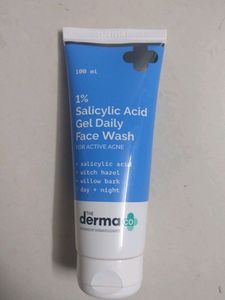 100 ml
1%
Salicylic Acid
Gel Daily
Face Wash
FOR ACTIVE ACNE
salicylic acid
witch hazel
willow bark
day + night
THE
derma co